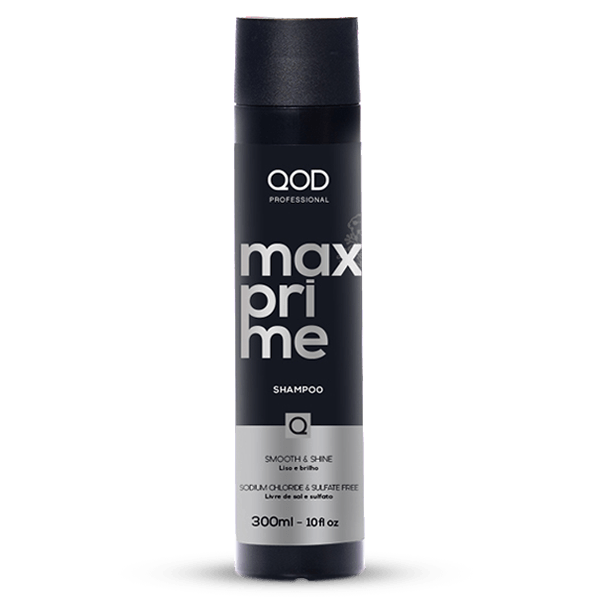 QOD
PROFESSIONAL
max
pri
me
SHAMPOO
Q
SMOOTH & SHINE
Liso e brilho
SODIUM CHLORIDE & SULFATE FREE
Livre de sal e sulfato
300ml - 10fl oz